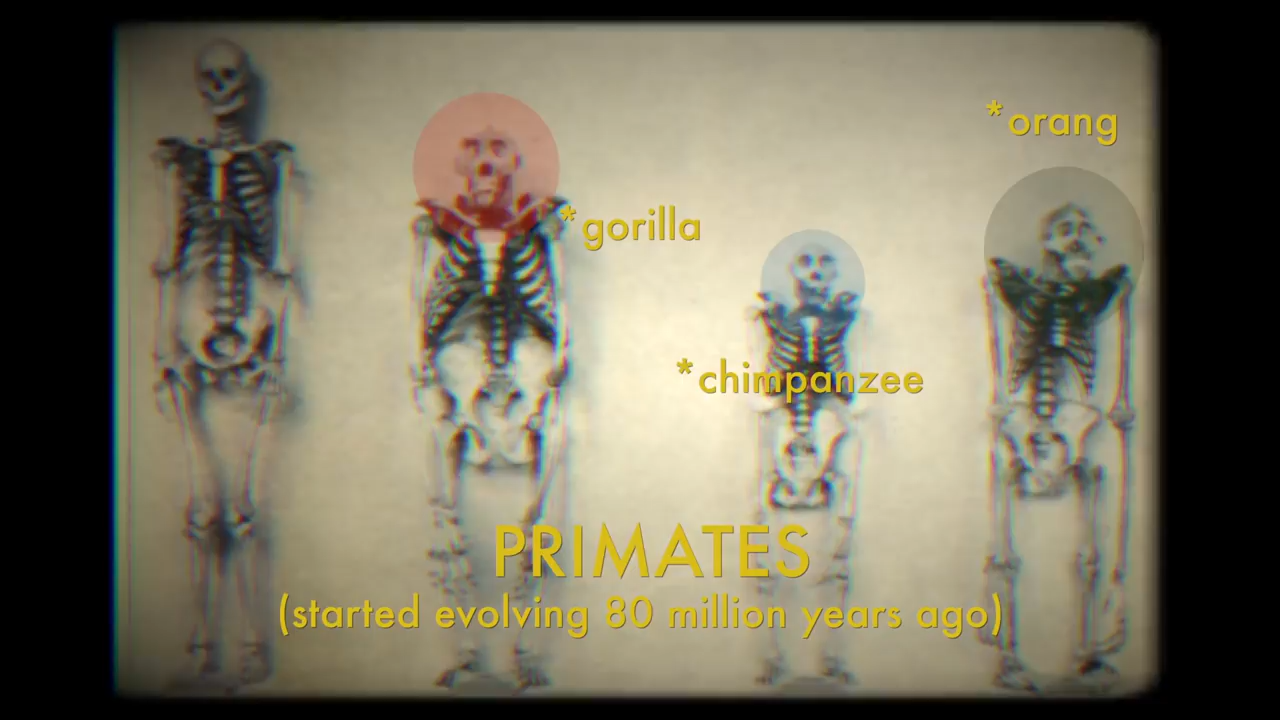 *orang
*gorilla
*chimpanzee
PRIMATES
(started evolving 80 million years ago)